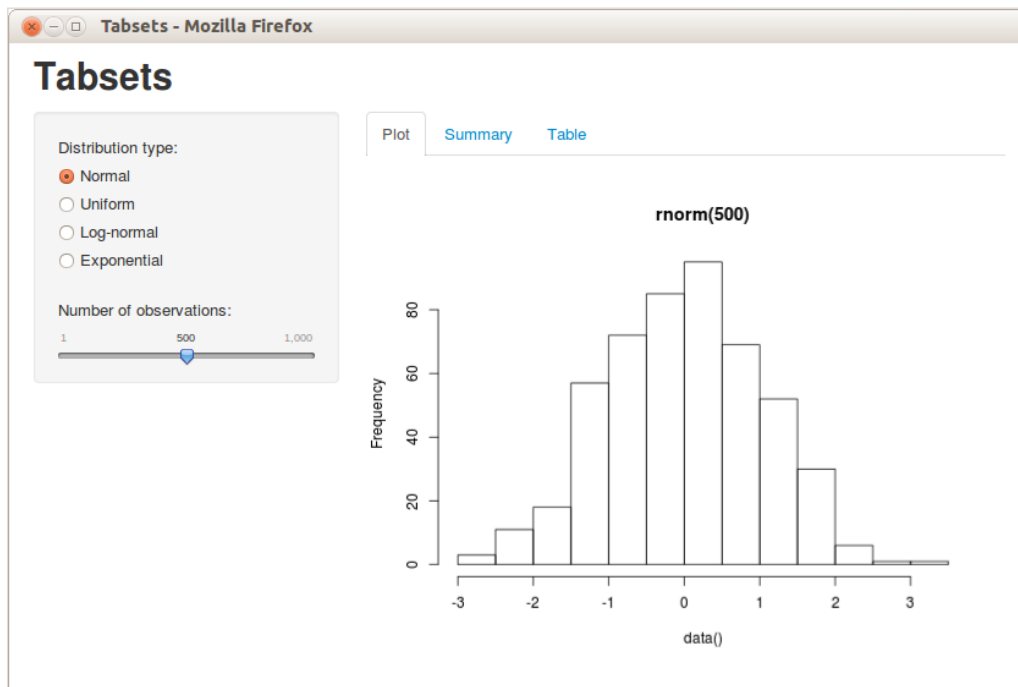 Tabsets - Mozilla Firefox
Tabsets
Distribution type:
Normal
Uniform
Log-normal
Exponential
Number of observations:
1 500 1,000
Plot Summary Table
rnorm(500)
Frequency
80
60
40
20
0
-3 -2 -1 0 1 2 3
data()